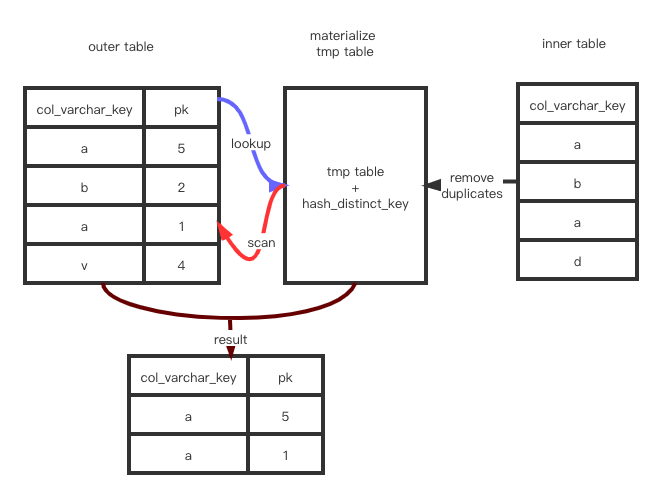 outer table
materialize
tmp table
inner table
col_varchar_key pk
a 5
b 2
a 1
v 4
lookup
scan
tmp table
+
hash_distinct_key
remove
duplicates
col_varchar_key
a
b
a
d
result
col_varchar_key pk
a 5
a 1